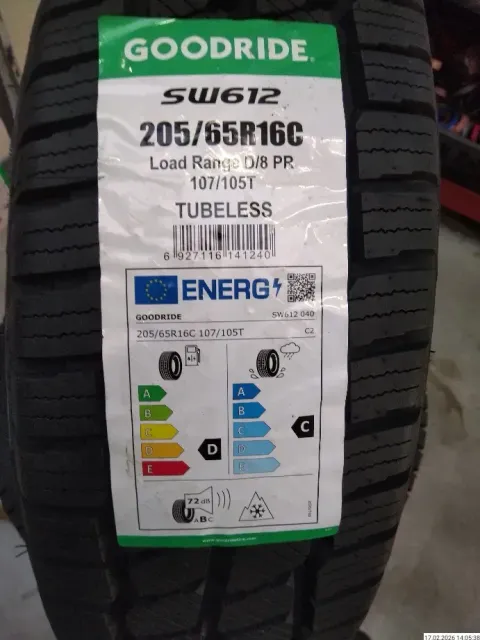 GOODRIDE
SW612
205/65R16C
Load Range D/8 PR
107/105T
TUBELESS
6 927116 141240
ENERG
GOODRIDE SW612 040
205/65R16C 107/105T C2
A A
B B
C C C
D D D
E E
72 dB
ABC
17.02.2026 14:05:38